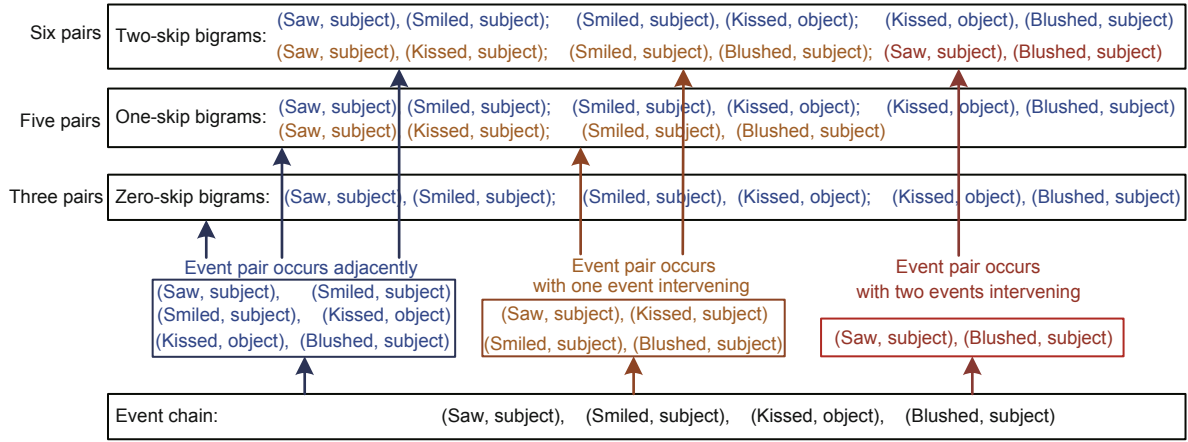 Six pairs
Two-skip bigrams:
(Saw, subject), (Smiled, subject); (Smiled, subject), (Kissed, object); (Kissed, object), (Blushed, subject)
(Saw, subject), (Kissed, subject); (Smiled, subject), (Blushed, subject); (Saw, subject), (Blushed, subject)
Five pairs
One-skip bigrams:
(Saw, subject), (Smiled, subject); (Smiled, subject), (Kissed, object); (Kissed, object), (Blushed, subject)
(Saw, subject) (Kissed, subject); (Smiled, subject), (Blushed, subject)
Three pairs
Zero-skip bigrams: (Saw, subject), (Smiled, subject); (Smiled, subject), (Kissed, object); (Kissed, object), (Blushed, subject)
Event pair occurs adjacently
(Saw, subject), (Smiled, subject)
(Smiled, subject), (Kissed, object)
(Kissed, object), (Blushed, subject)
Event pair occurs
with one event intervening
(Saw, subject), (Kissed, subject)
(Smiled, subject), (Blushed, subject)
Event pair occurs
with two events intervening
(Saw, subject), (Blushed, subject)
Event chain: (Saw, subject), (Smiled, subject), (Kissed, object), (Blushed, subject)